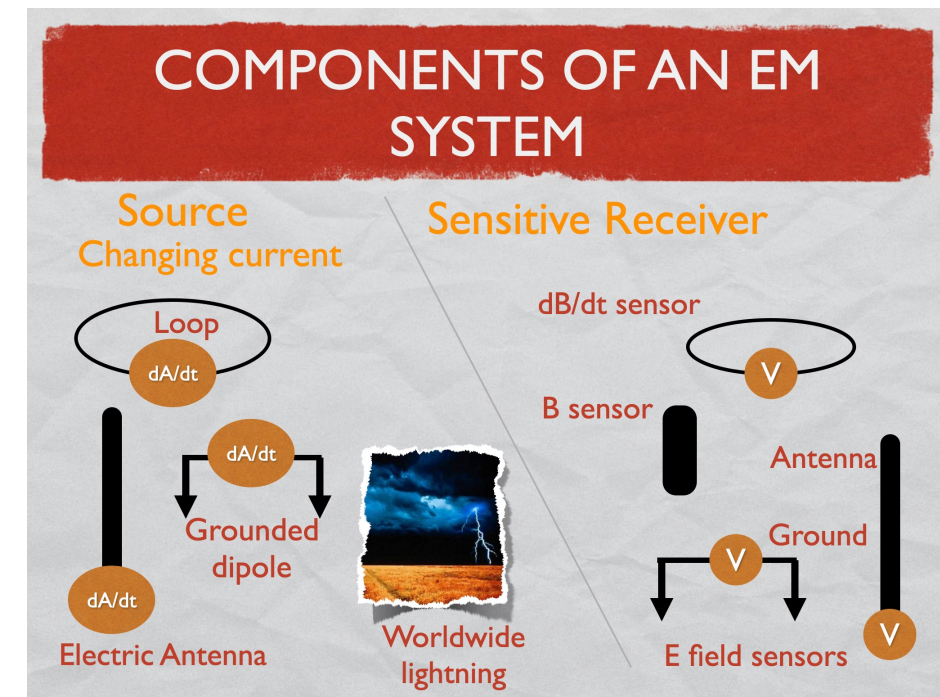 COMPONENTS OF AN EM
SYSTEM
Source
Changing current
Loop
dA/dt
dA/dt
Grounded
dipole
dA/dt
Electric Antenna
Worldwide
lightning
Sensitive Receiver
dB/dt sensor
V
B sensor
Antenna
Ground
V
V
E field sensors